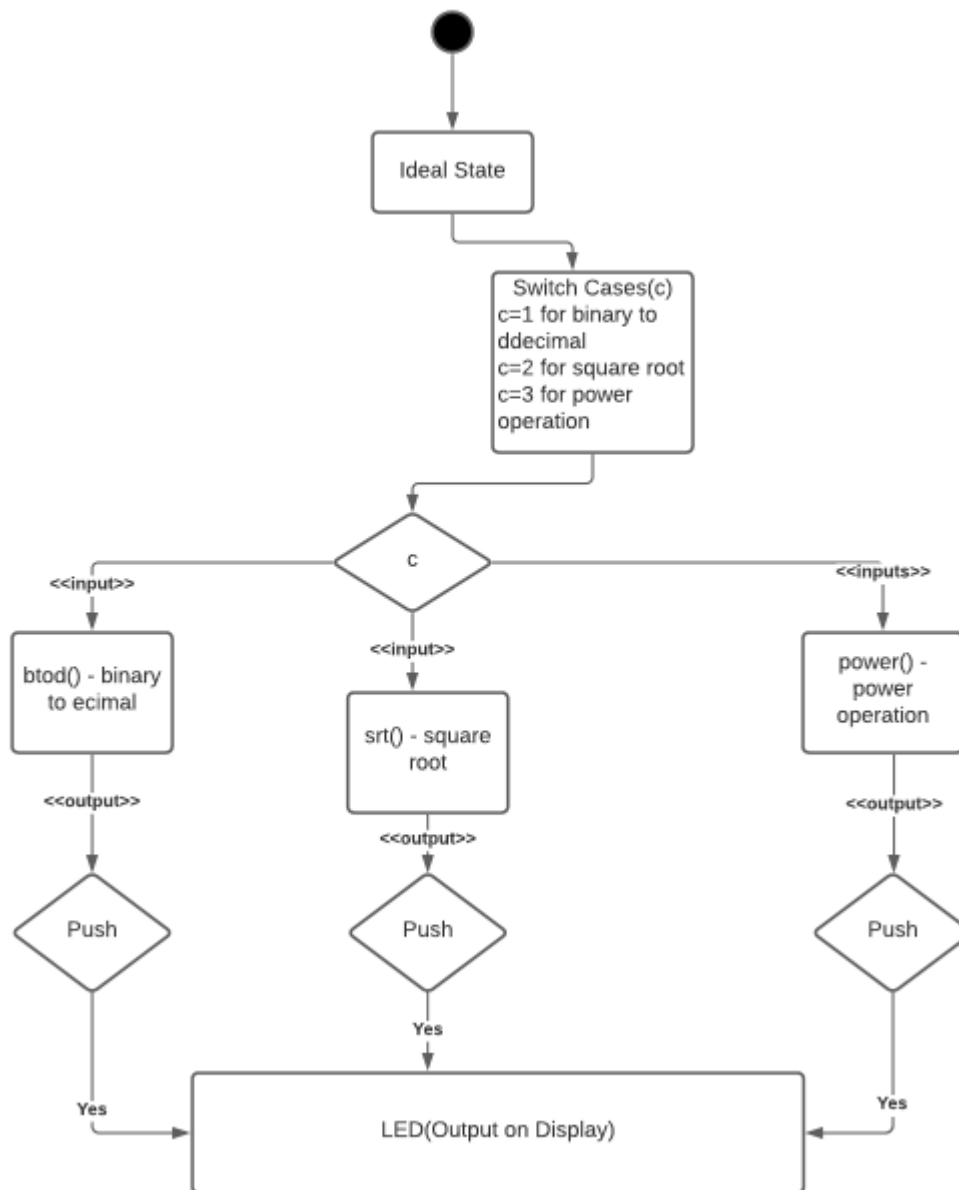 Ideal State
Switch Cases(c)
c=1 for binary to
ddecimal
c=2 for square root
c=3 for power
operation
c
<<input>>
<<inputs>>
<<input>>
btod() - binary
to ecimal
srt() - square
root
power() -
power
operation
<<output>>
<<output>>
<<output>>
Push
Push
Push
Yes
Yes
Yes
LED(Output on Display)